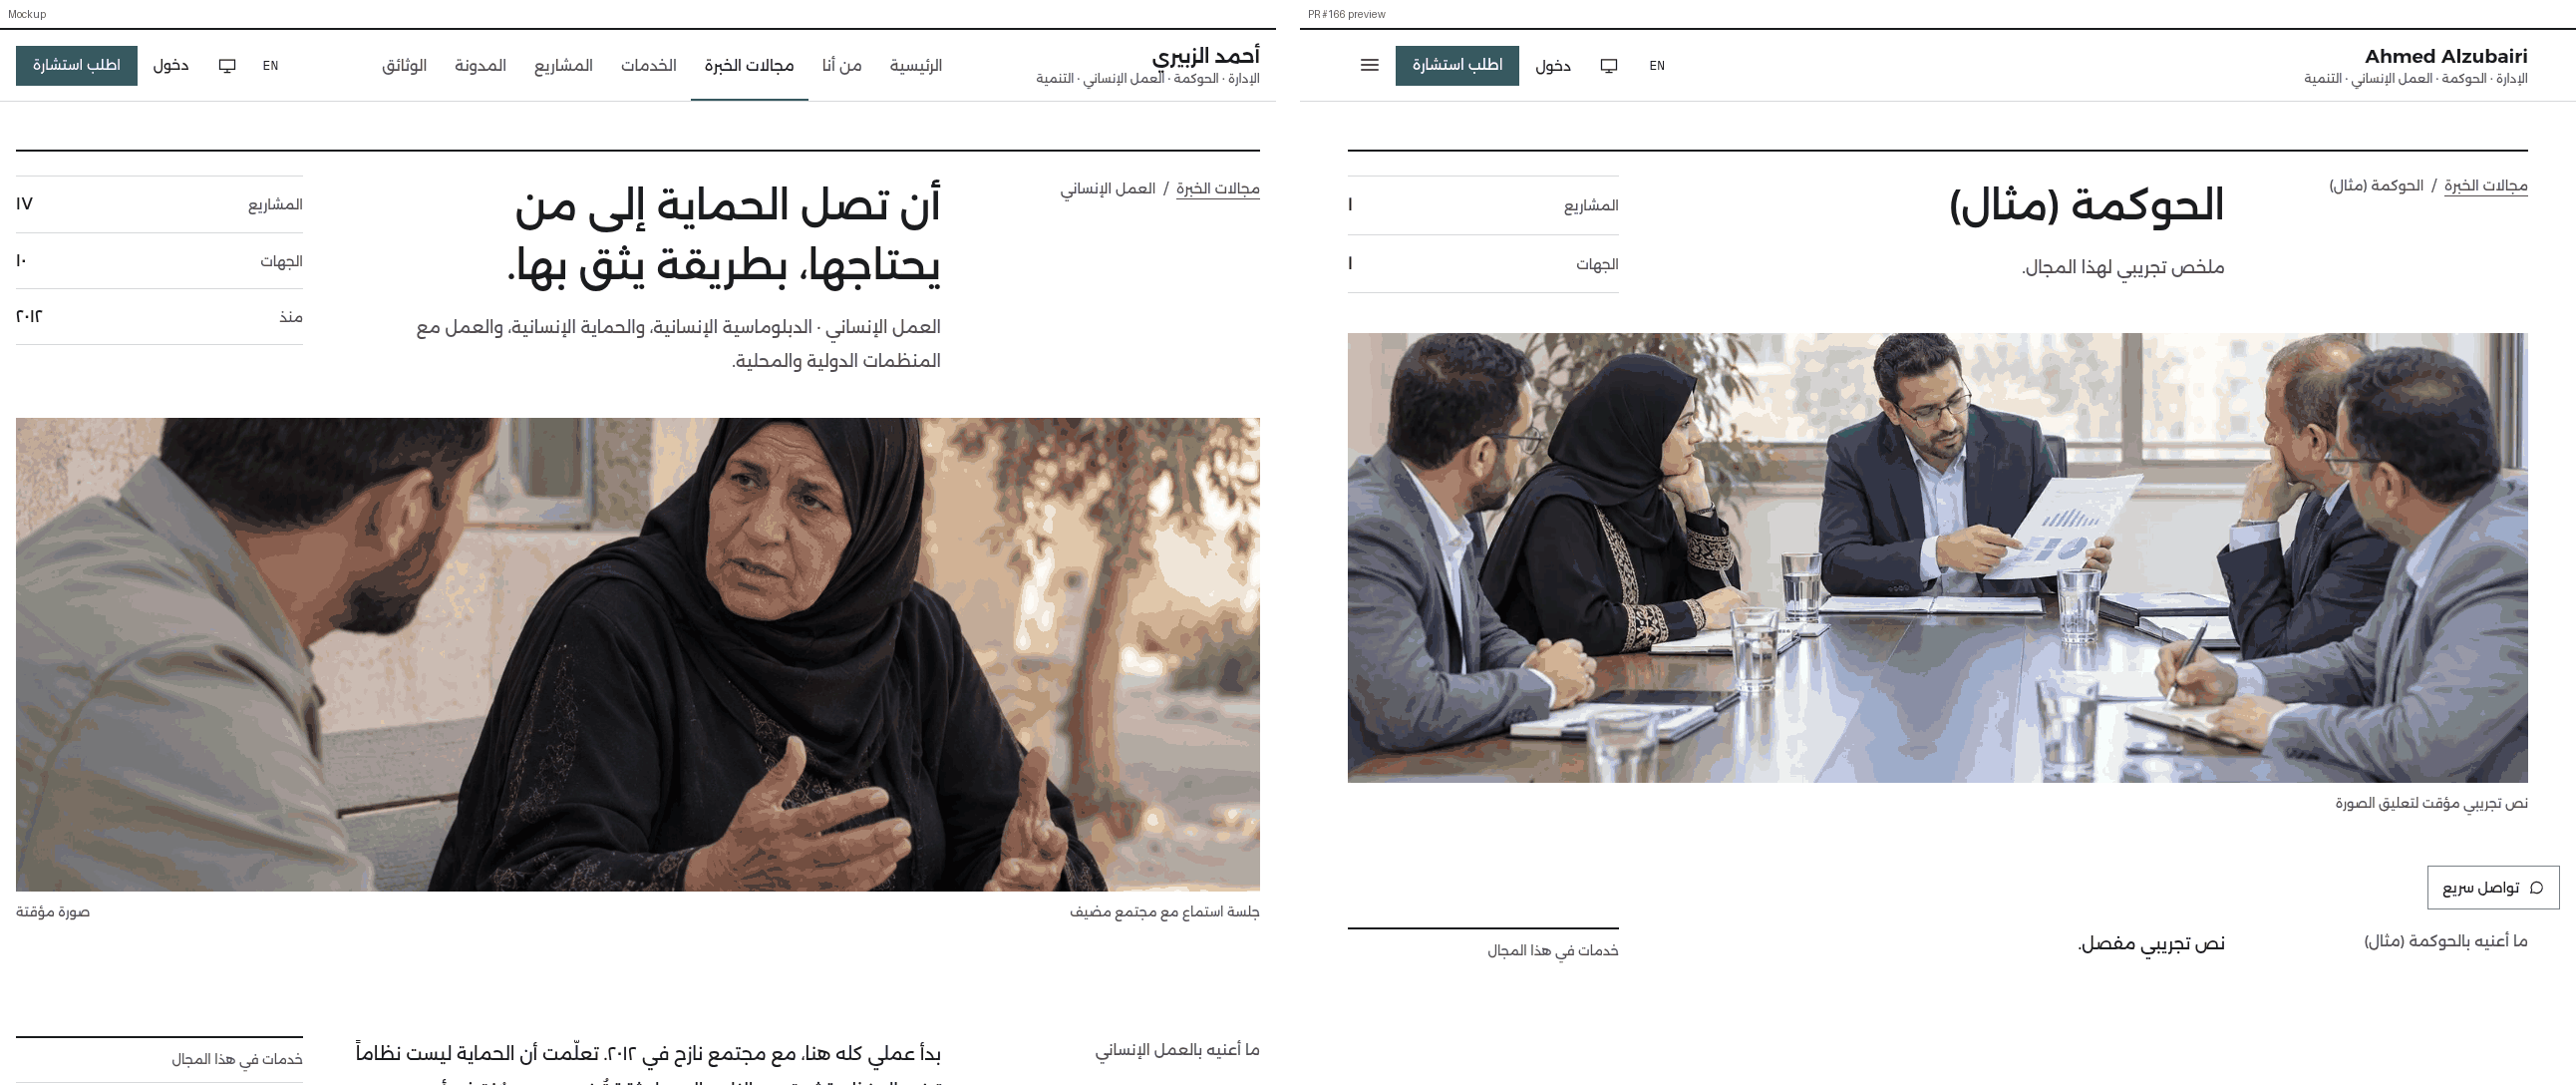 Mockup
أحمد الزبيري
الإدارة · الحوكمة · العمل الإنساني · التنمية
الرئيسية
من أنا
مجالات الخبرة
الخدمات
المشاريع
المدونة
الوثائق
EN
دخول
اطلب استشارة
مجالات الخبرة / العمل الإنساني
أن تصل الحماية إلى من
يحتاجها، بطريقة يثق بها.
العمل الإنساني · الدبلوماسية الإنسانية، والحماية الإنسانية، والعمل مع
المنظمات الدولية والمحلية.
المشاريع ١٧
الجهات ١٠
منذ ٢٠١٢
جلسة استماع مع مجتمع مضيف
صورة مؤقتة
ما أعنيه بالعمل الإنساني
بدأ عملي كله هنا، مع مجتمع نازح في ٢٠١٢. تعلّمت أن الحماية ليست نظاماً
خدمات في هذا المجال
PR #166 preview
Ahmed Alzubairi
الإدارة · الحوكمة · العمل الإنساني · التنمية
EN
دخول
اطلب استشارة
مجالات الخبرة / الحوكمة (مثال)
الحوكمة (مثال)
ملخص تجريبي لهذا المجال.
المشاريع ١
الجهات ١
نص تجريبي مؤقت لتعليق الصورة
تواصل سريع
ما أعنيه بالحوكمة (مثال)
نص تجريبي مفصل.
خدمات في هذا المجال